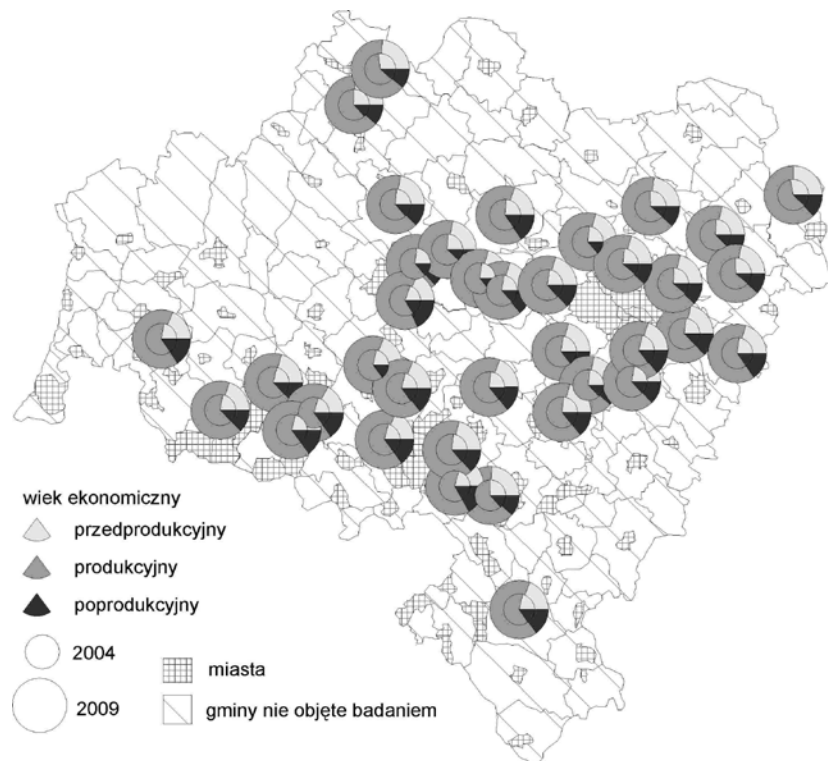 wiek ekonomiczny
przedprodukcyjny
produkcyjny
poprodukcyjny
2004
2009
miasta
gminy nie objęte badaniem